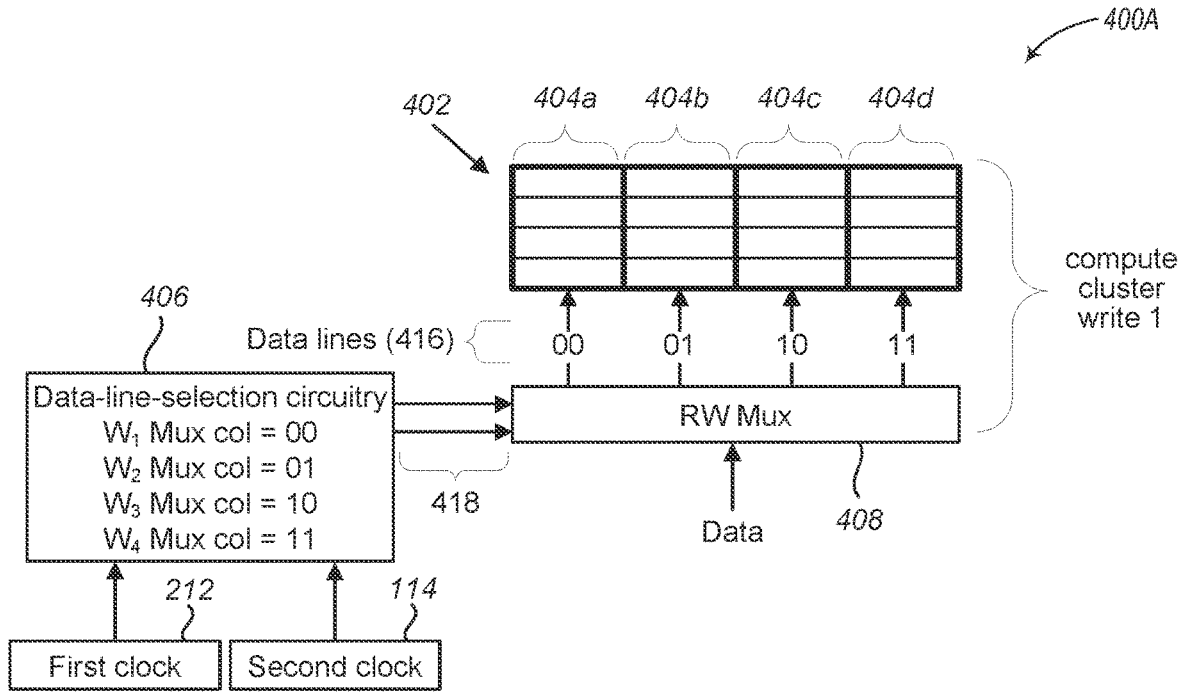 400A
402
404a 404b 404c 404d
compute
cluster
write 1
406
Data lines (416)
00 01 10 11
Data-line-selection circuitry
W₁ Mux col = 00
W₂ Mux col = 01
W₃ Mux col = 10
W₄ Mux col = 11
RW Mux
418
Data
408
212
114
First clock
Second clock